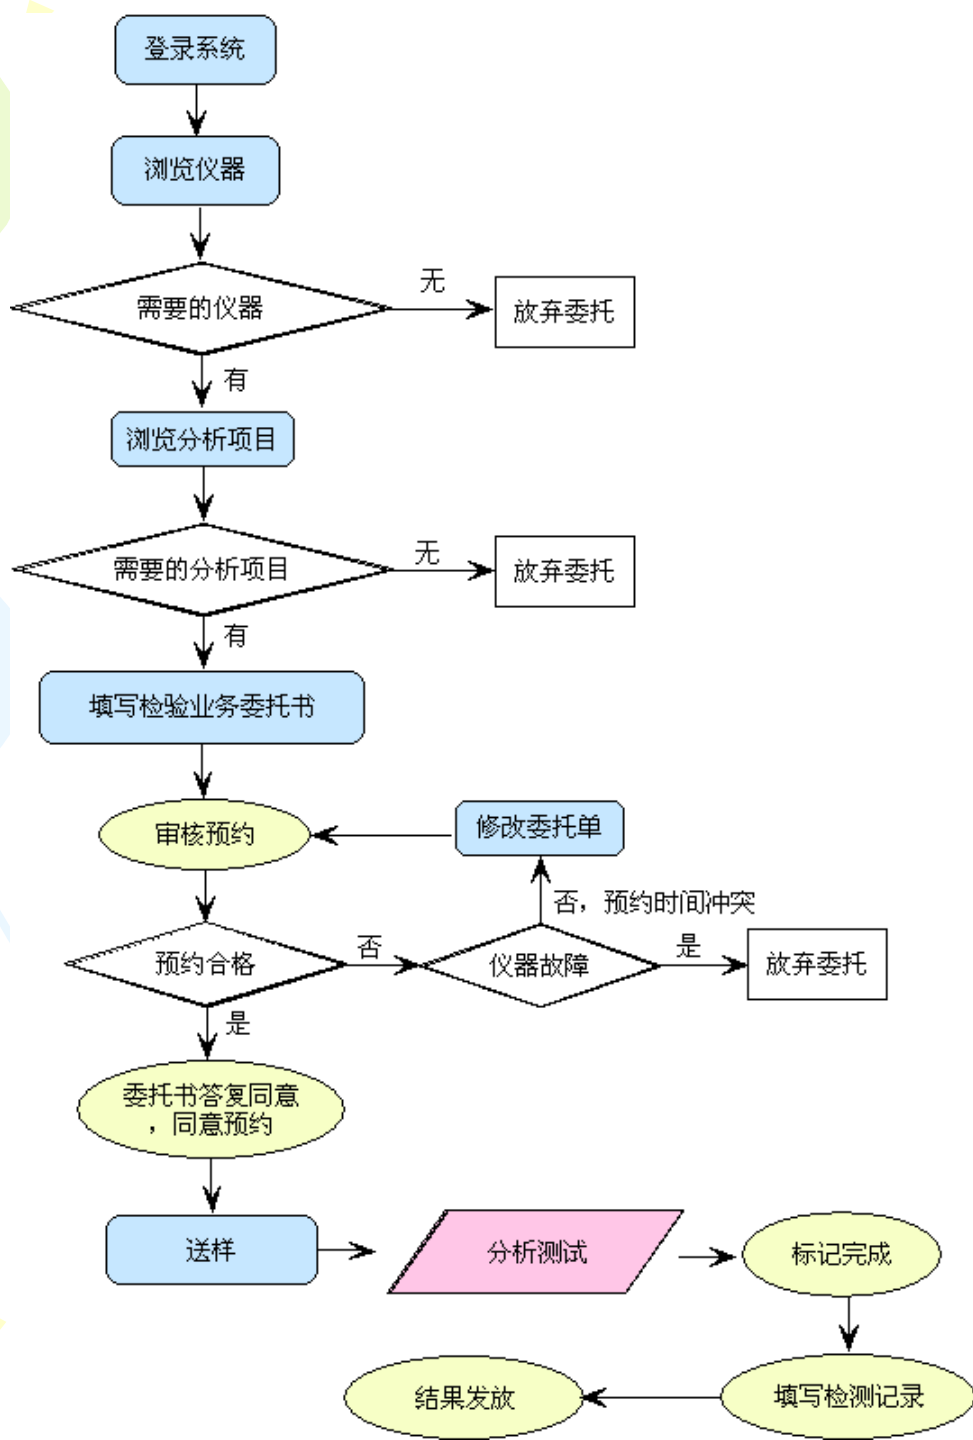 登录系统
浏览仪器
需要的仪器
无
放弃委托
有
浏览分析项目
需要的分析项目
无
放弃委托
有
填写检验业务委托书
审核预约
修改委托单
否，预约时间冲突
预约合格
否
仪器故障
是
放弃委托
是
委托书答复同意
，同意预约
送样
分析测试
标记完成
填写检测记录
结果发放